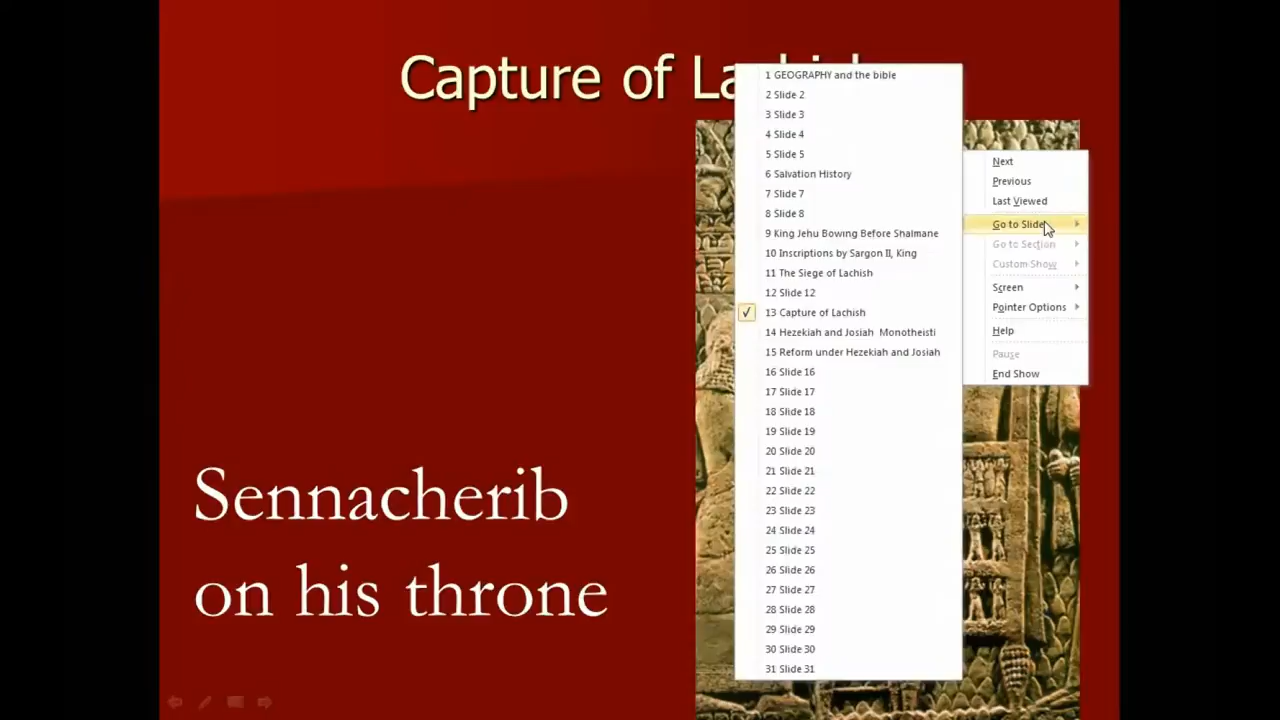 Capture of La
1 GEOGRAPHY and the bible
2 Slide 2
3 Slide 3
4 Slide 4
5 Slide 5
6 Salvation History
7 Slide 7
8 Slide 8
9 King Jehu Bowing Before Shalmane
10 Inscriptions by Sargon II, King
11 The Siege of Lachish
12 Slide 12
13 Capture of Lachish
14 Hezekiah and Josiah Monotheisti
15 Reform under Hezekiah and Josiah
16 Slide 16
17 Slide 17
18 Slide 18
19 Slide 19
20 Slide 20
21 Slide 21
22 Slide 22
23 Slide 23
24 Slide 24
25 Slide 25
26 Slide 26
27 Slide 27
28 Slide 28
29 Slide 29
30 Slide 30
31 Slide 31
Next
Previous
Last Viewed
Go to Slide
Go to Section
Custom Show
Screen
Pointer Options
Help
Pause
End Show
Sennacherib
on his throne